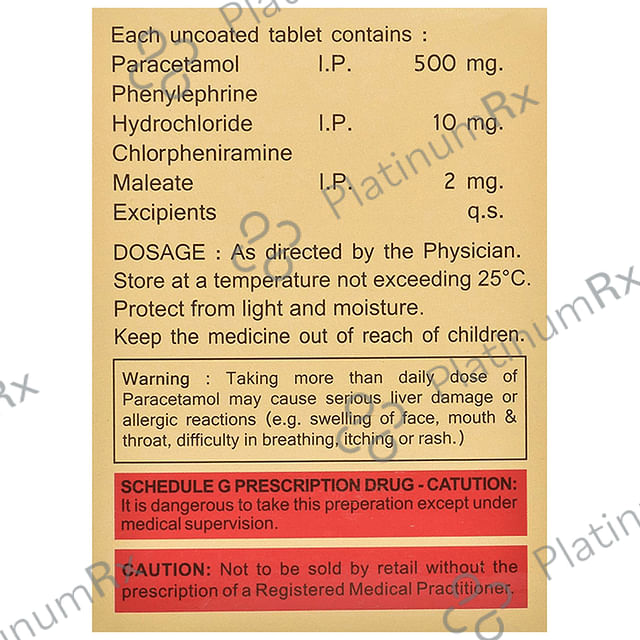 Each uncoated tablet contains :
Paracetamol I.P. 500 mg.
Phenylephrine
Hydrochloride I.P. 10 mg.
Chlorpheniramine
Maleate I.P. 2 mg.
Excipients q.s.
DOSAGE : As directed by the Physician.
Store at a temperature not exceeding 25°C.
Protect from light and moisture.
Keep the medicine out of reach of children.
Warning : Taking more than daily dose of
Paracetamol may cause serious liver damage or
allergic reactions (e.g. swelling of face, mouth &
throat, difficulty in breathing, itching or rash.)
SCHEDULE G PRESCRIPTION DRUG - CATUTION:
It is dangerous to take this preperation except under
medical supervision.
CAUTION: Not to be sold by retail without the
prescription of a Registered Medical Practitioner.
PlatinumRx
PlatinumRx
PlatinumRx
Rx
PlatinumRx
Platinum